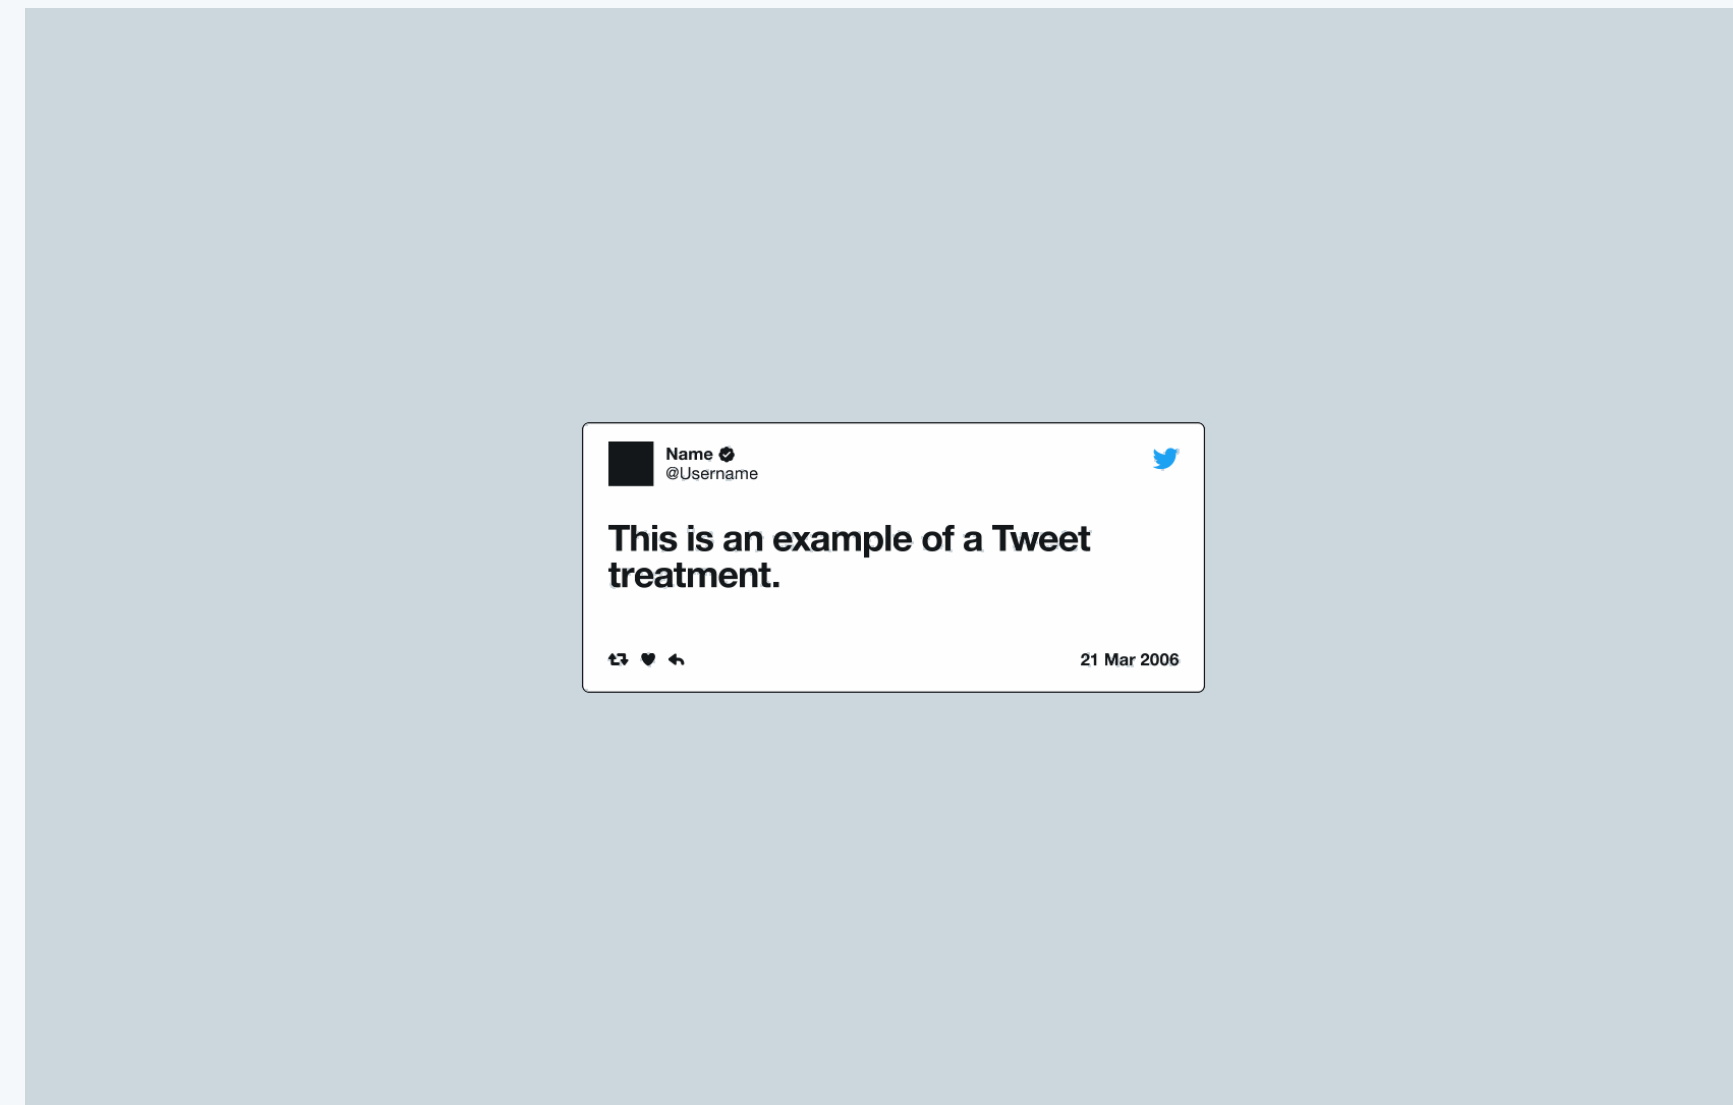 Name
@Username
This is an example of a Tweet
treatment.
21 Mar 2006